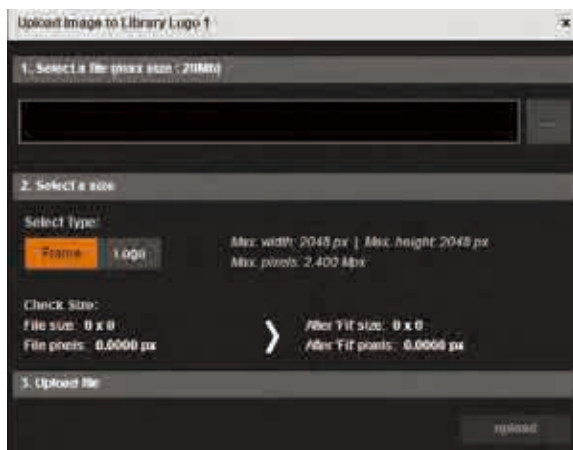 Upload Image to Library Logo 1
1. Select a file (max size : 20Mb)
2. Select a size
Select Type:
Frame Logo
Max. width: 2048 px | Max. height: 2048 px
Max. pixels: 2.400 Mpx
Check Size:
File size: 0 x 0
File pixels: 0.0000 px
After 'Fit' size: 0 x 0
After 'Fit' pixels: 0.0000 px
3. Upload file
upload